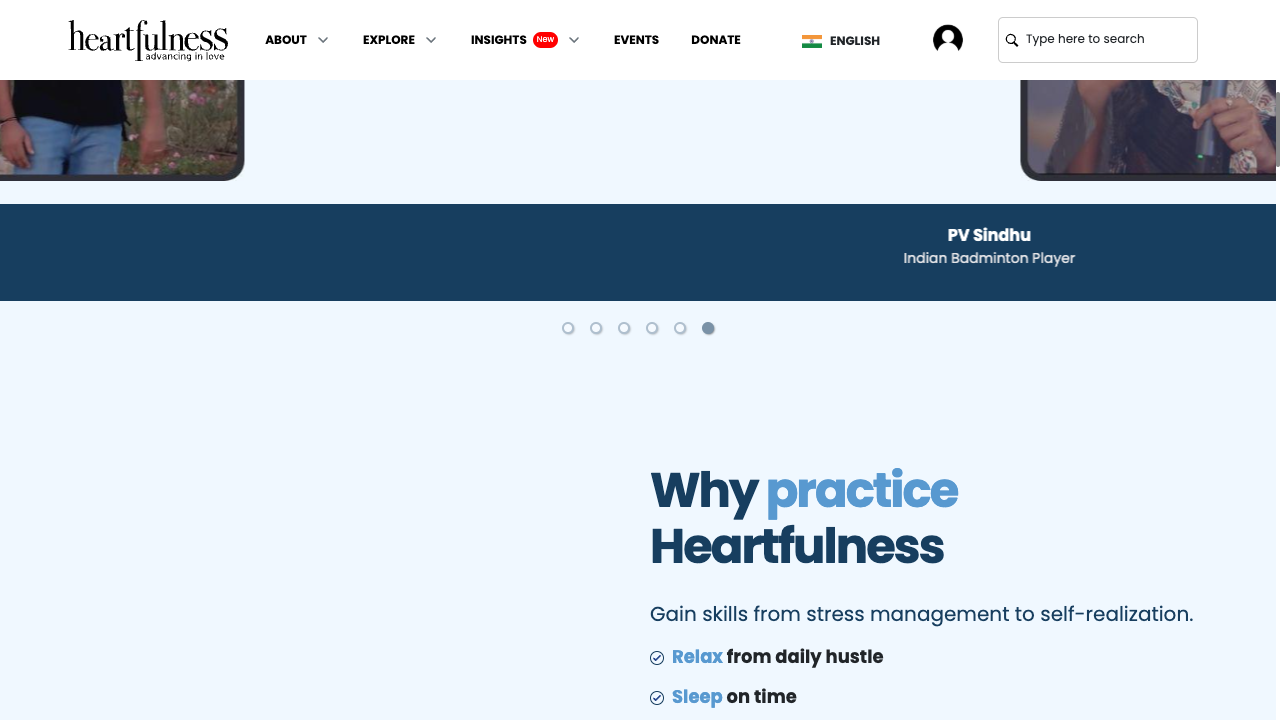 heartfulness
advancing in love
ABOUT
EXPLORE
INSIGHTS New
EVENTS
DONATE
ENGLISH
Type here to search
PV Sindhu
Indian Badminton Player
Why practice
Heartfulness
Gain skills from stress management to self-realization.
Relax from daily hustle
Sleep on time